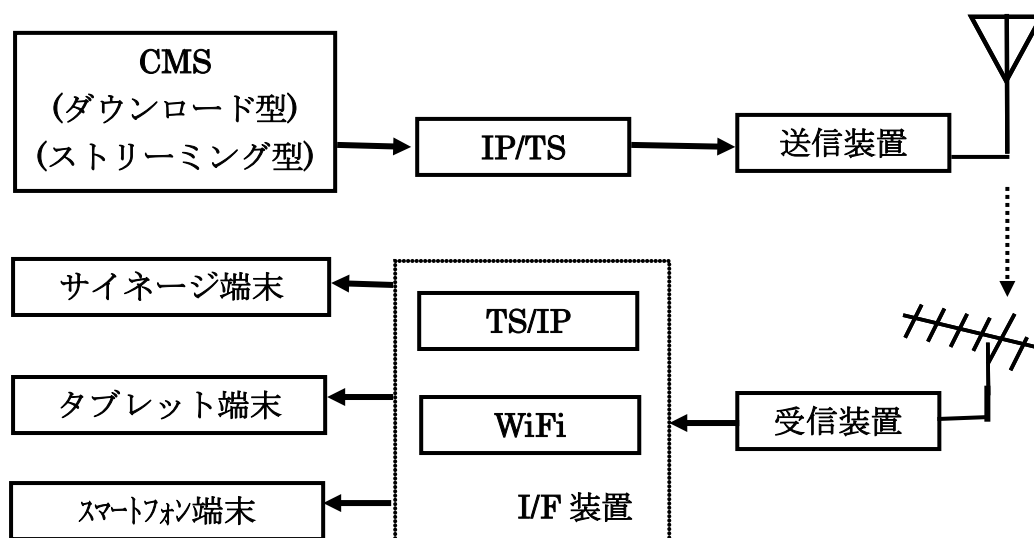 CMS
(ダウンロード型)
(ストリーミング型)
IP/TS
送信装置
サイネージ端末
TS/IP
タブレット端末
WiFi
受信装置
スマートフォン端末
I/F 装置